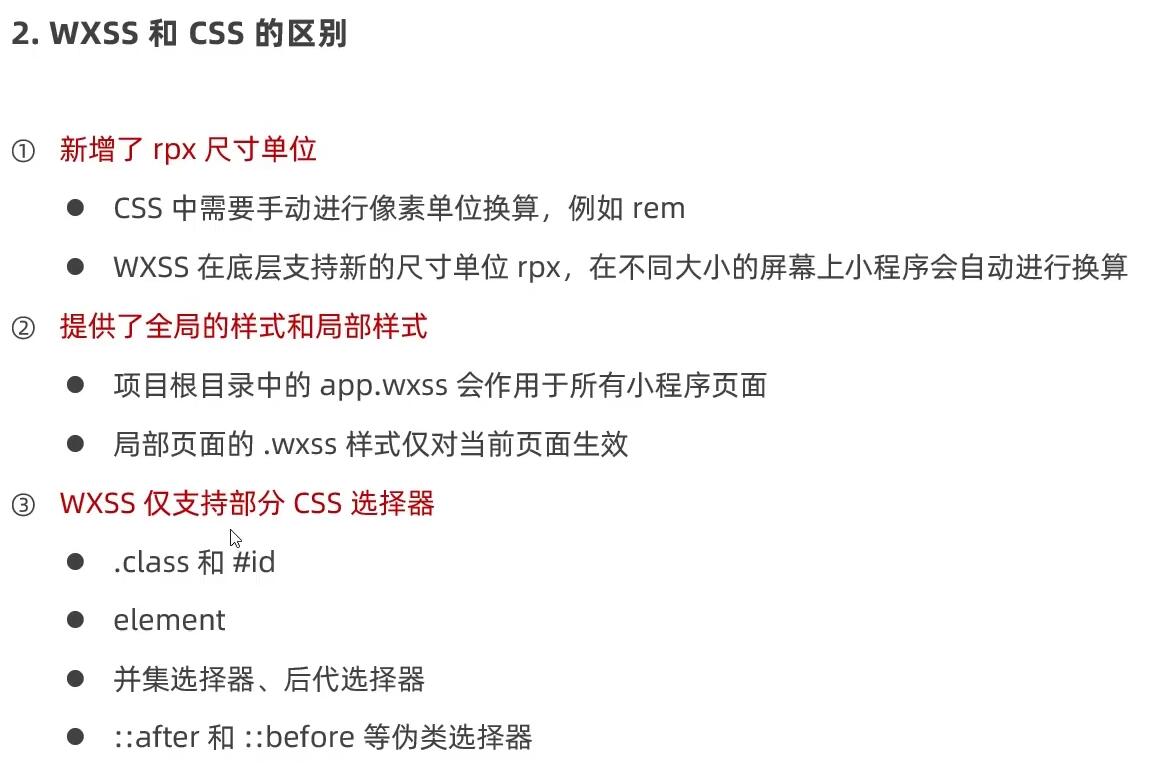 2. WXSS 和 CSS 的区别
① 新增了 rpx 尺寸单位
● CSS 中需要手动进行像素单位换算，例如 rem
● WXSS 在底层支持新的尺寸单位 rpx，在不同大小的屏幕上小程序会自动进行换算
② 提供了全局的样式和局部样式
● 项目根目录中的 app.wxss 会作用于所有小程序页面
● 局部页面的 .wxss 样式仅对当前页面生效
③ WXSS 仅支持部分 CSS 选择器
● .class 和 #id
● element
● 并集选择器、后代选择器
● ::after 和 ::before 等伪类选择器